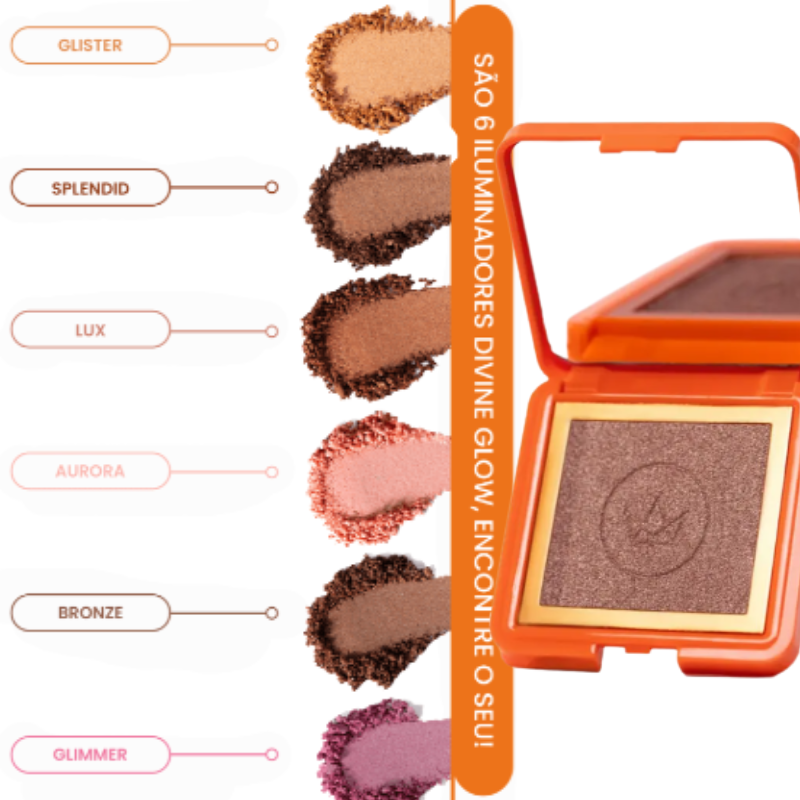 GLISTER
SPLENDID
LUX
AURORA
BRONZE
GLIMMER
SÃO 6 ILUMINADORES DIVINE GLOW, ENCONTRE O SEU!